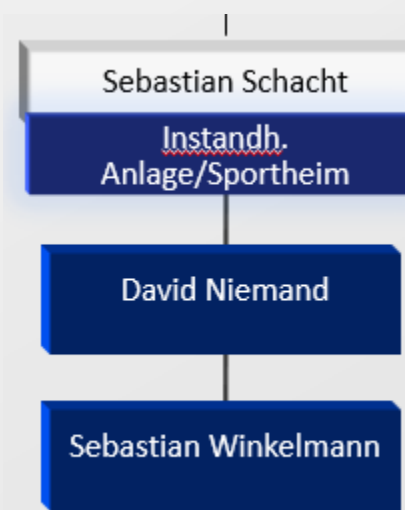 Sebastian Schacht
Instandh.
Anlage/Sportheim
David Niemand
Sebastian Winkelmann